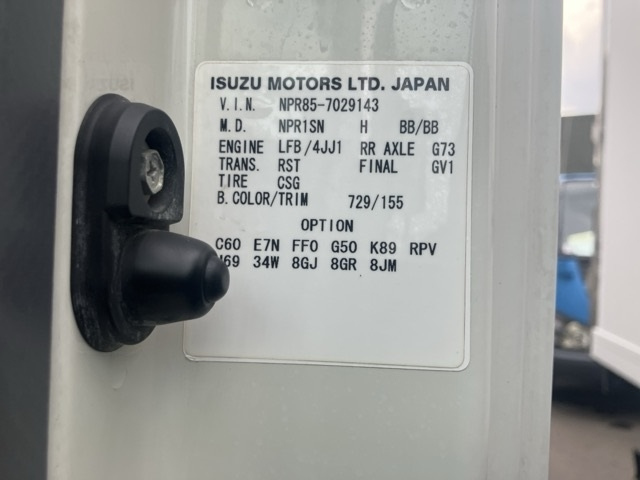 ISUZU MOTORS LTD. JAPAN
V.I.N. NPR85-7029143
M.D. NPR1SN H BB/BB
ENGINE LFB/4JJ1 RR AXLE G73
TRANS. RST FINAL GV1
TIRE CSG
B.COLOR/TRIM 729/155
OPTION
C60 E7N FF0 G50 K89 RPV
34W 8GJ 8GR 8JM